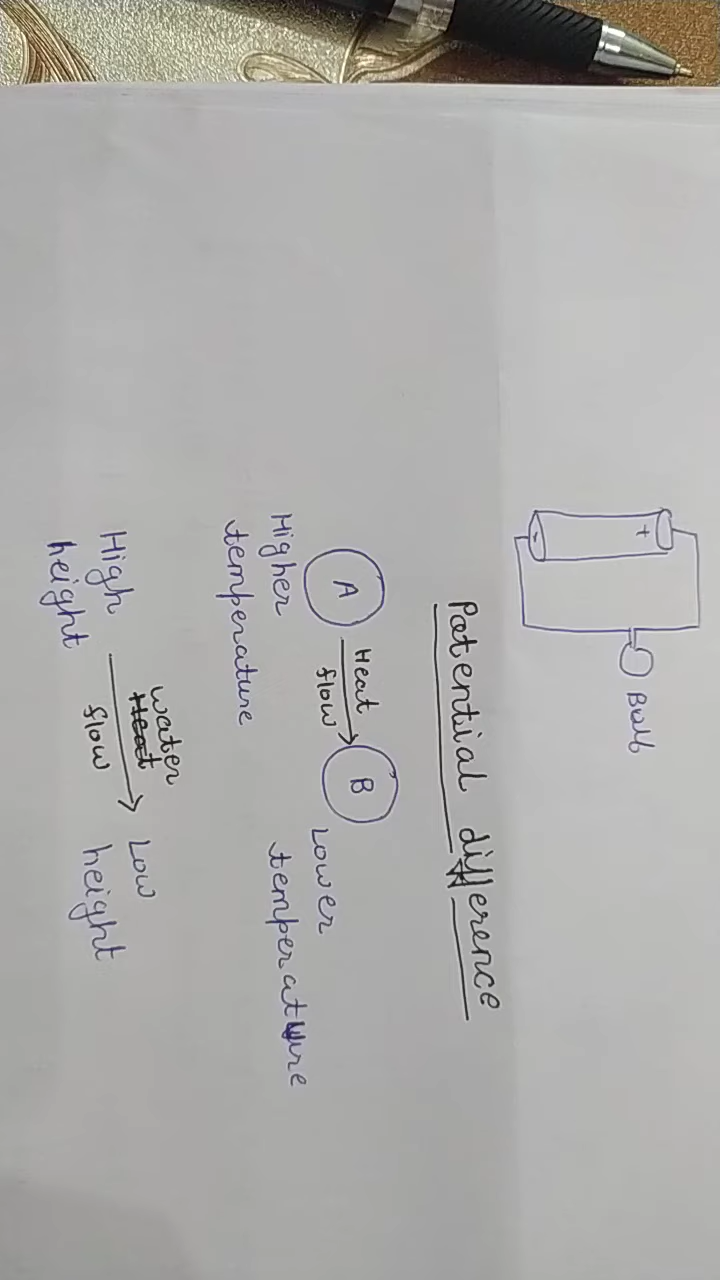 +
-
Bulb
Potential difference
A
Heat
flow
B
Higher
temperature
Lower
temperature
High
height
water
Heat
flow
Low
height